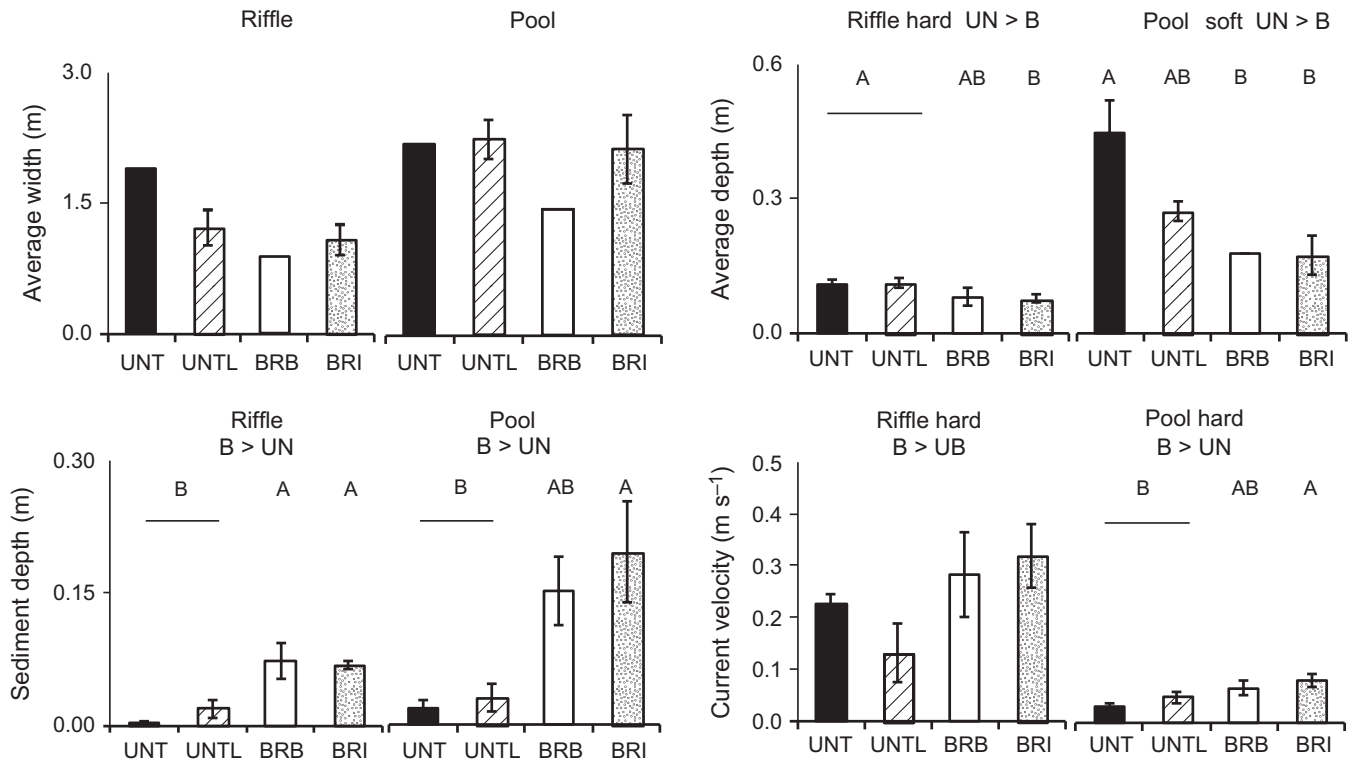 Riffle
Pool
3.0
1.5
0.0
Average width (m)
UNT UNTL BRB BRI UNT UNTL BRB BRI
Riffle hard UN > B
Pool soft UN > B
0.6
0.3
0.0
Average depth (m)
A AB B A AB B B
UNT UNTL BRB BRI UNT UNTL BRB BRI
Riffle
B > UN
Pool
B > UN
0.30
0.15
0.00
Sediment depth (m)
B A A B AB A
UNT UNTL BRB BRI UNT UNTL BRB BRI
Riffle hard
B > UB
Pool hard
B > UN
0.5
0.4
0.3
0.2
0.1
0.0
Current velocity (m s⁻¹)
B AB A
UNT UNTL BRB BRI UNT UNTL BRB BRI